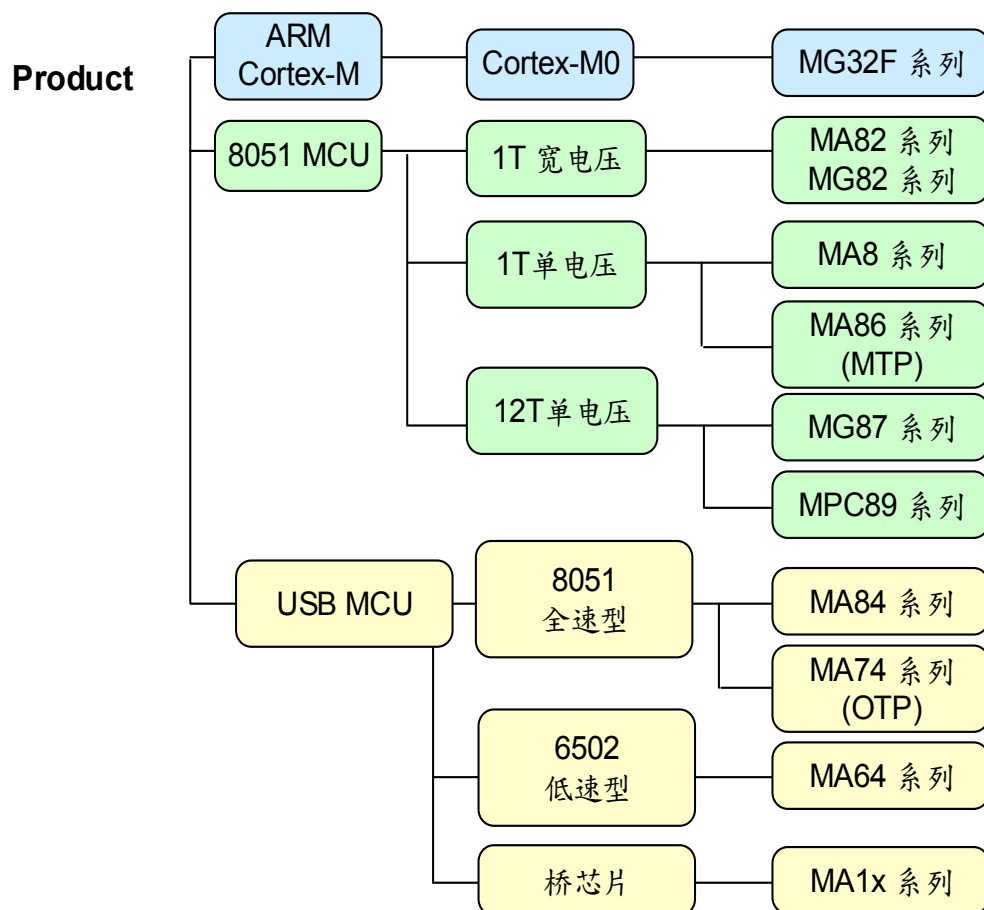 Product
ARM
Cortex-M
Cortex-M0
MG32F 系列
8051 MCU
1T 宽电压
MA82 系列
MG82 系列
1T单电压
MA8 系列
MA86 系列
(MTP)
12T单电压
MG87 系列
MPC89 系列
USB MCU
8051
全速型
MA84 系列
MA74 系列
(OTP)
6502
低速型
MA64 系列
桥芯片
MA1x 系列